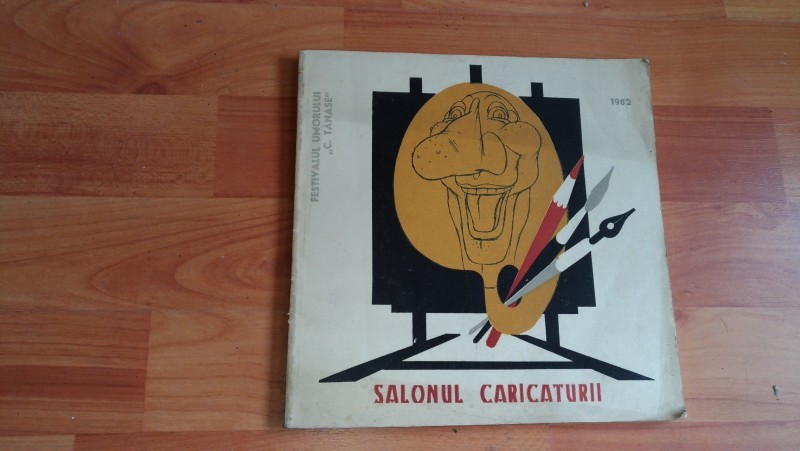 FESTIVALUL UMORULUI
„C. TĂNASE”
1982
SALONUL CARICATURII